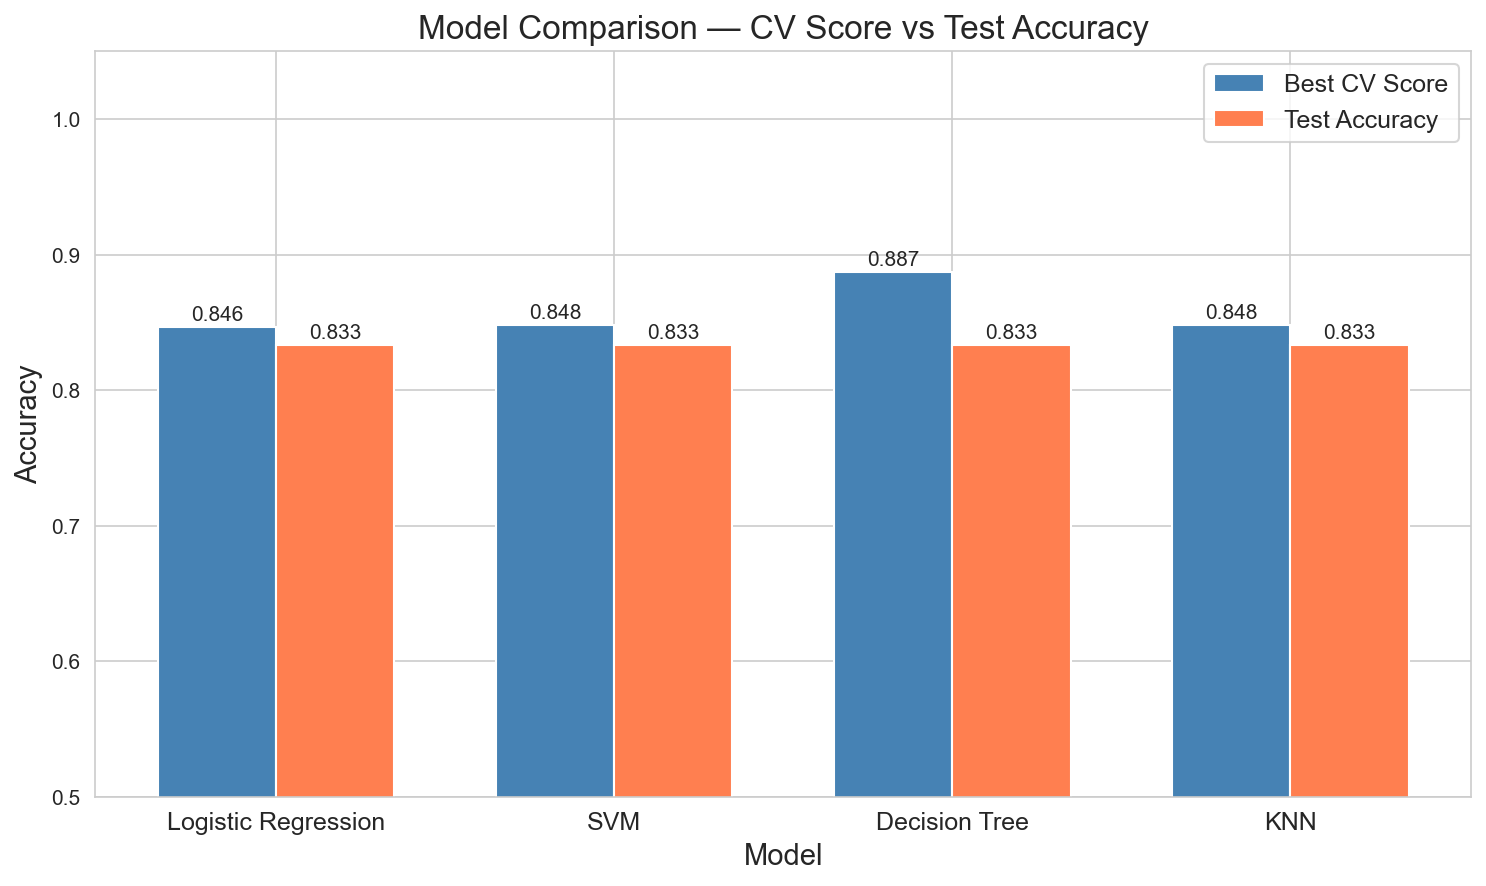 Model Comparison — CV Score vs Test Accuracy
Best CV Score
Test Accuracy
1.0
0.9
0.8
0.7
0.6
0.5
Accuracy
0.846
0.833
0.848
0.833
0.887
0.833
0.848
0.833
Logistic Regression
SVM
Decision Tree
KNN
Model